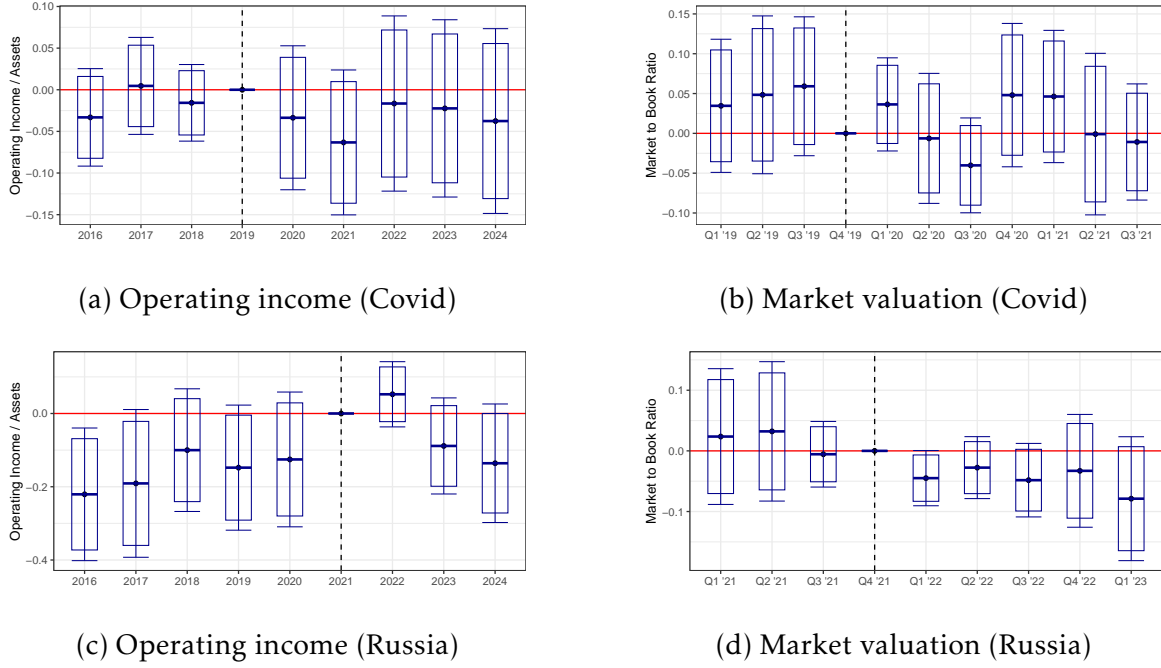 Operating Income / Assets
0.10
0.05
0.00
−0.05
−0.10
−0.15
2016 2017 2018 2019 2020 2021 2022 2023 2024
(a) Operating income (Covid)
Market to Book Ratio
0.15
0.10
0.05
0.00
−0.05
−0.10
Q1 '19 Q2 '19 Q3 '19 Q4 '19 Q1 '20 Q2 '20 Q3 '20 Q4 '20 Q1 '21 Q2 '21 Q3 '21
(b) Market valuation (Covid)
Operating Income / Assets
0.0
−0.2
−0.4
2016 2017 2018 2019 2020 2021 2022 2023 2024
(c) Operating income (Russia)
Market to Book Ratio
0.1
0.0
−0.1
Q1 '21 Q2 '21 Q3 '21 Q4 '21 Q1 '22 Q2 '22 Q3 '22 Q4 '22 Q1 '23
(d) Market valuation (Russia)